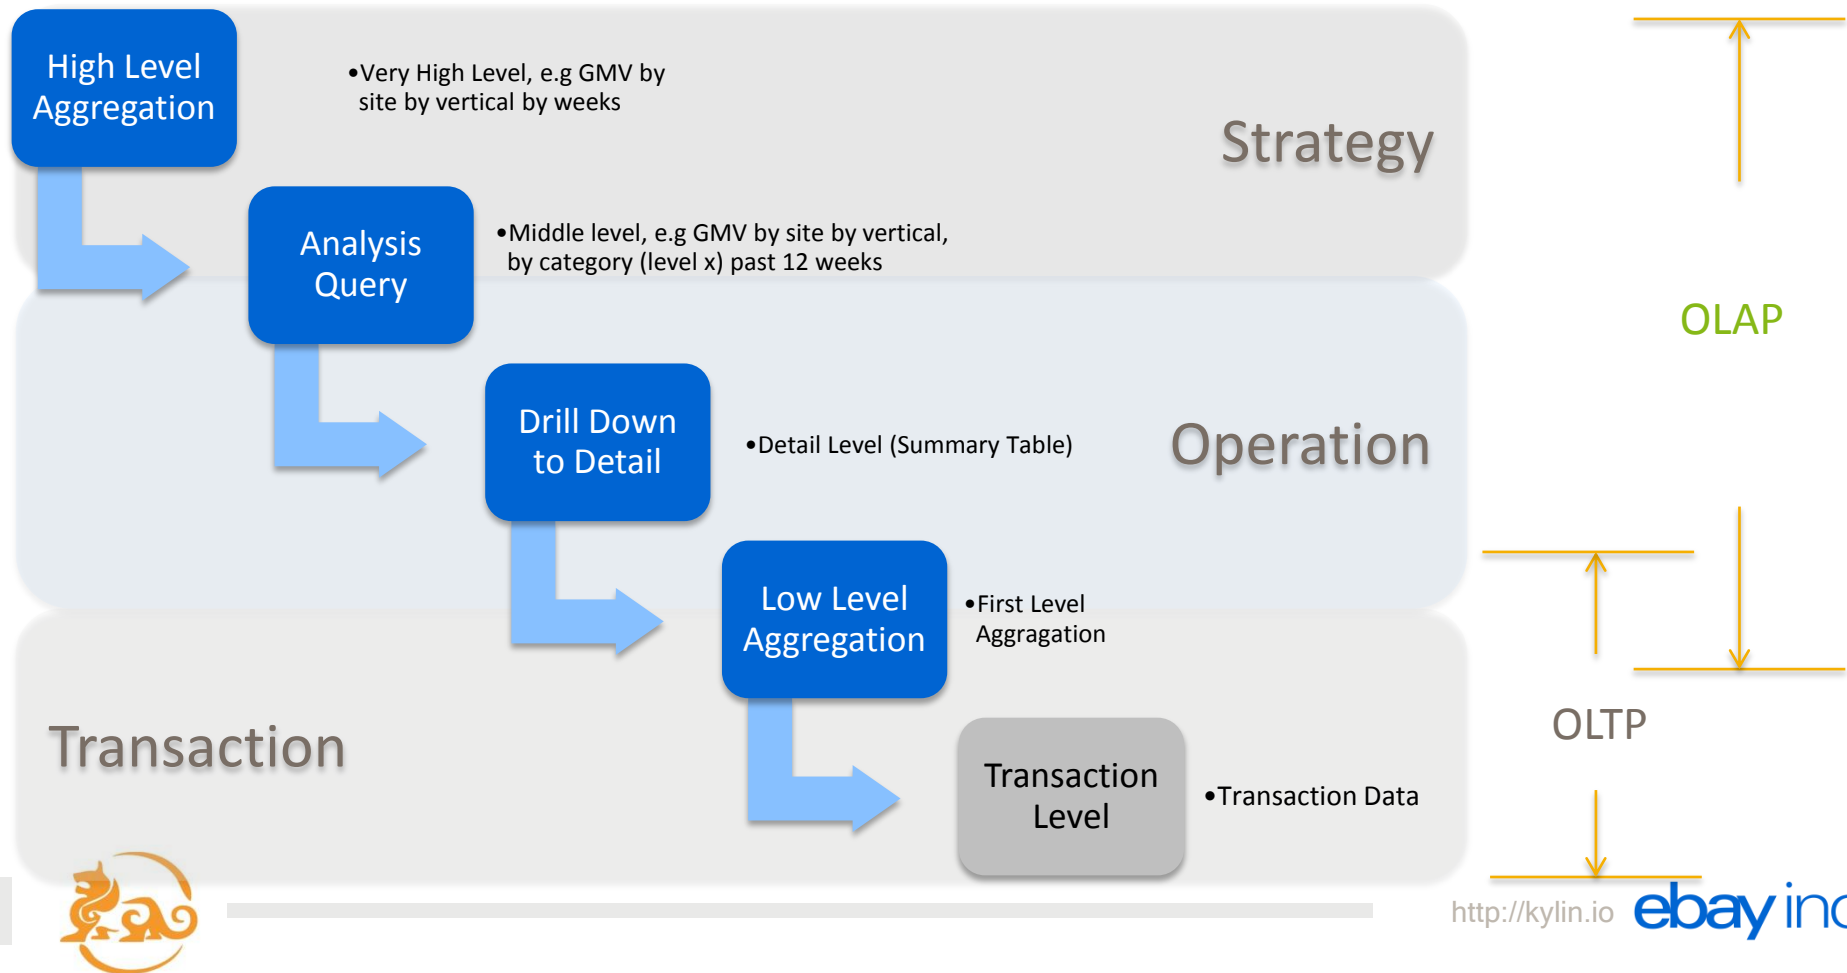 High Level
Aggregation
•Very High Level, e.g GMV by
site by vertical by weeks
Strategy
Analysis
Query
•Middle level, e.g GMV by site by vertical,
by category (level x) past 12 weeks
OLAP
Drill Down
to Detail
•Detail Level (Summary Table)
Operation
Low Level
Aggregation
•First Level
Aggragation
OLTP
Transaction
Transaction
Level
•Transaction Data
http://kylin.io
ebay inc